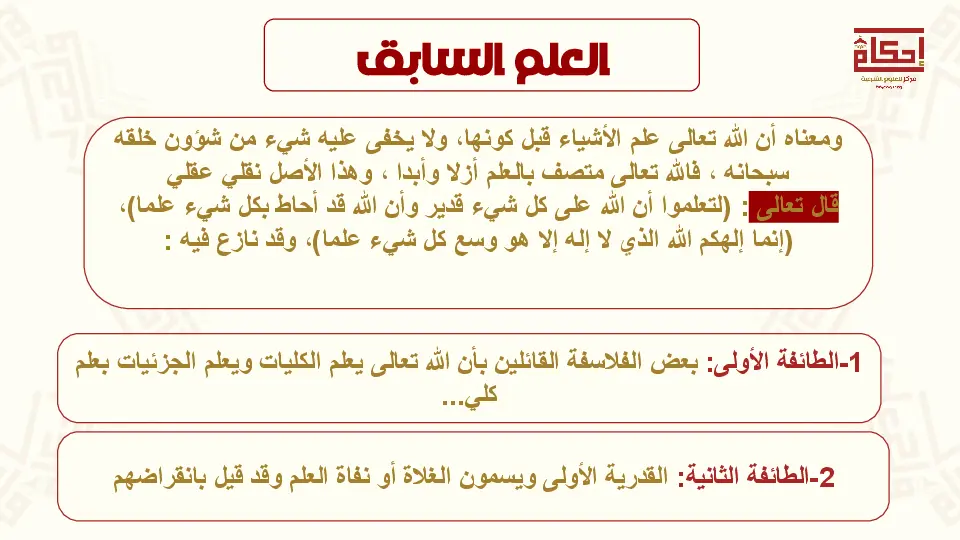 العلم السابق
إحكام
مركز للعلوم الشرعية
ومعناه أن الله تعالى علم الأشياء قبل كونها، ولا يخفى عليه شيء من شؤون خلقه
سبحانه ، فالله تعالى متصف بالعلم أزلا وأبدا ، وهذا الأصل نقلي عقلي
قال تعالى : (لتعلموا أن الله على كل شيء قدير وأن الله قد أحاط بكل شيء علما)،
(إنما إلهكم الله الذي لا إله إلا هو وسع كل شيء علما)، وقد نازع فيه :
1-الطائفة الأولى: بعض الفلاسفة القائلين بأن الله تعالى يعلم الكليات ويعلم الجزئيات بعلم
كلي...
2-الطائفة الثانية: القدرية الأولى ويسمون الغلاة أو نفاة العلم وقد قيل بانقراضهم